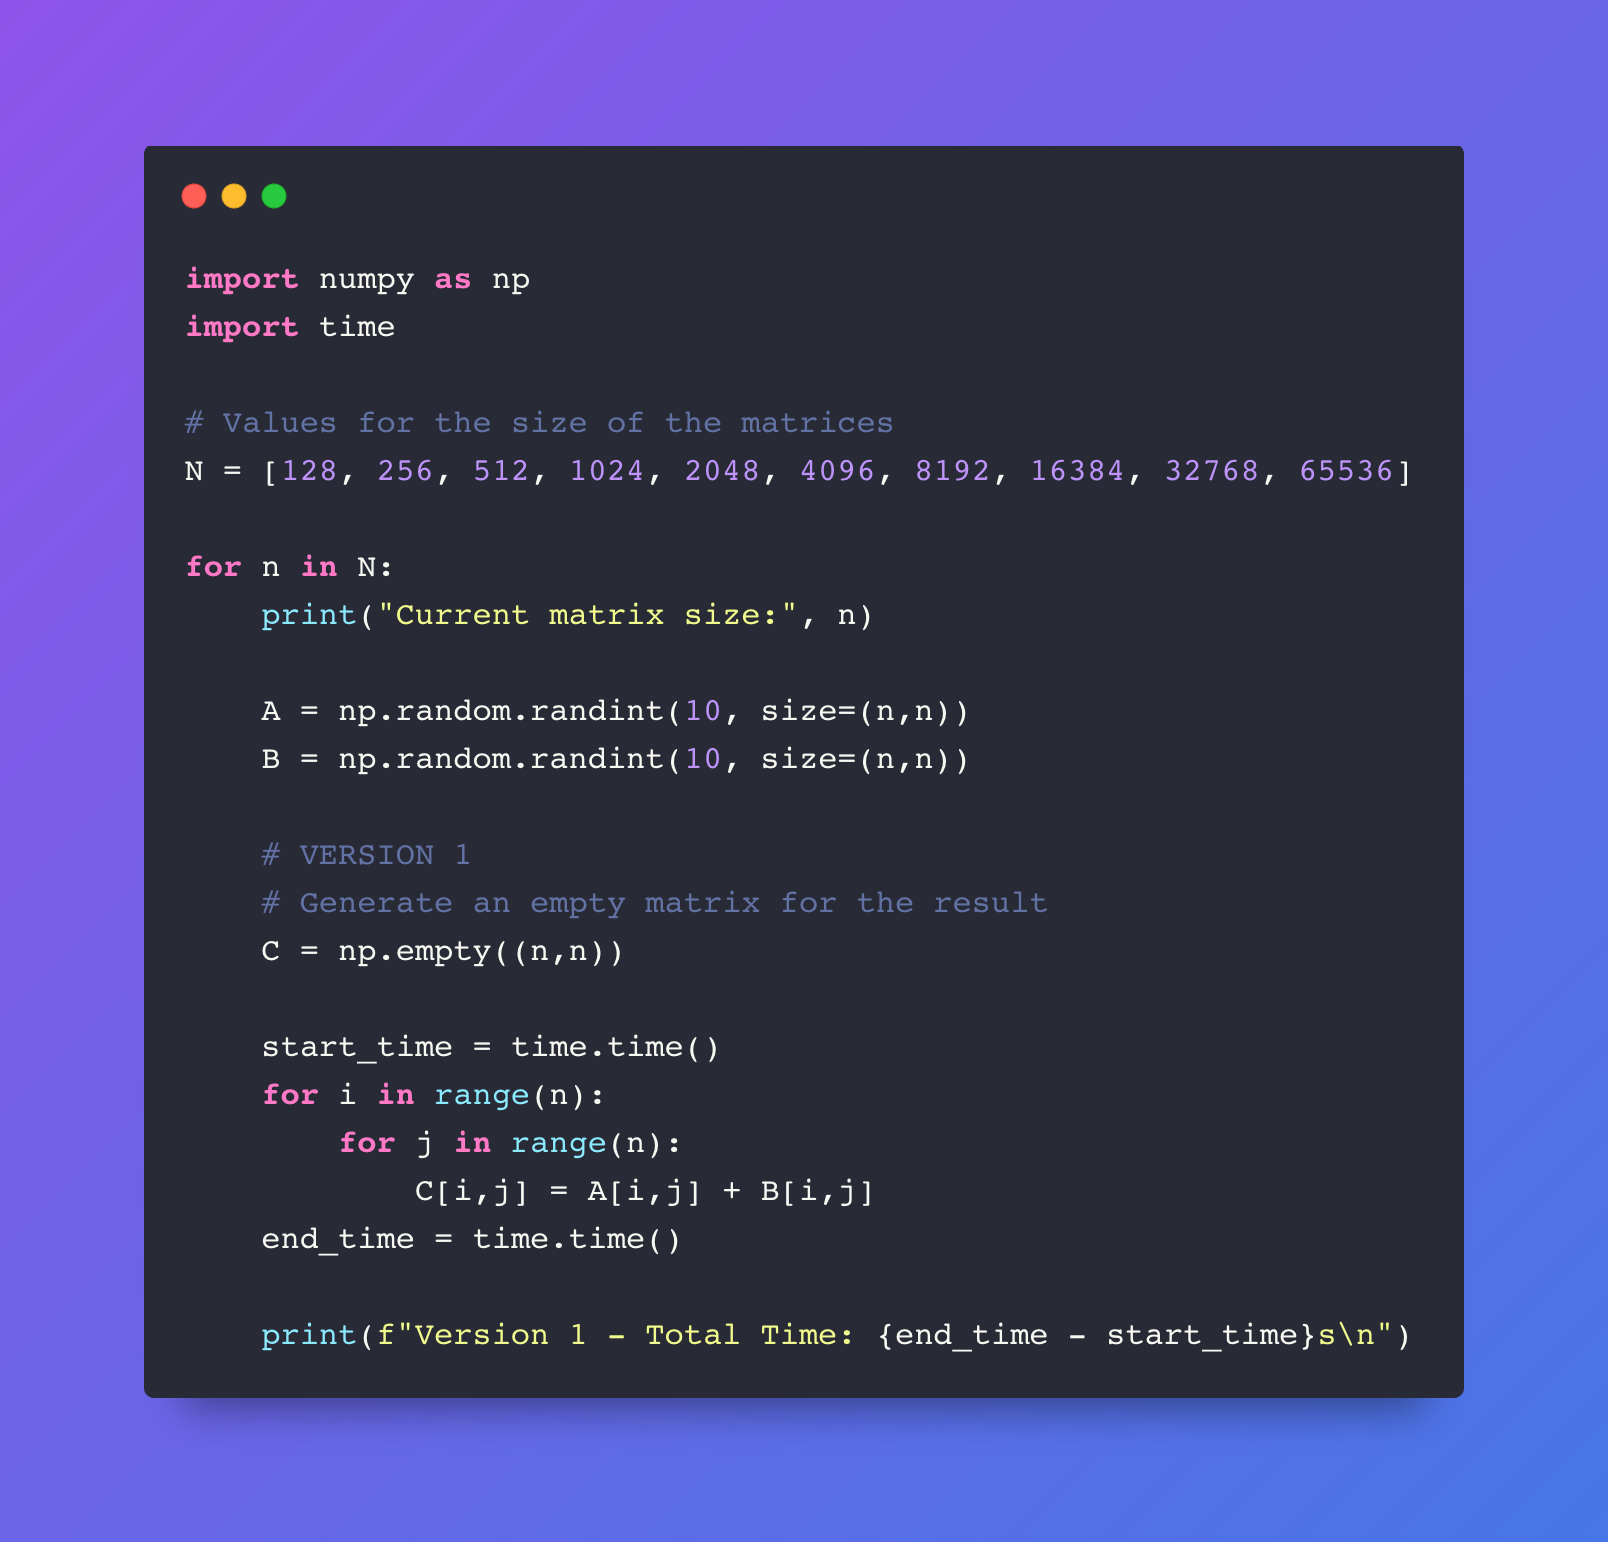 import numpy as np
import time
# Values for the size of the matrices
N = [128, 256, 512, 1024, 2048, 4096, 8192, 16384, 32768, 65536]
for n in N:
    print("Current matrix size:", n)
    A = np.random.randint(10, size=(n,n))
    B = np.random.randint(10, size=(n,n))
    # VERSION 1
    # Generate an empty matrix for the result
    C = np.empty((n,n))
    start_time = time.time()
    for i in range(n):
        for j in range(n):
            C[i,j] = A[i,j] + B[i,j]
    end_time = time.time()
    print(f"Version 1 - Total Time: {end_time - start_time}s\n")